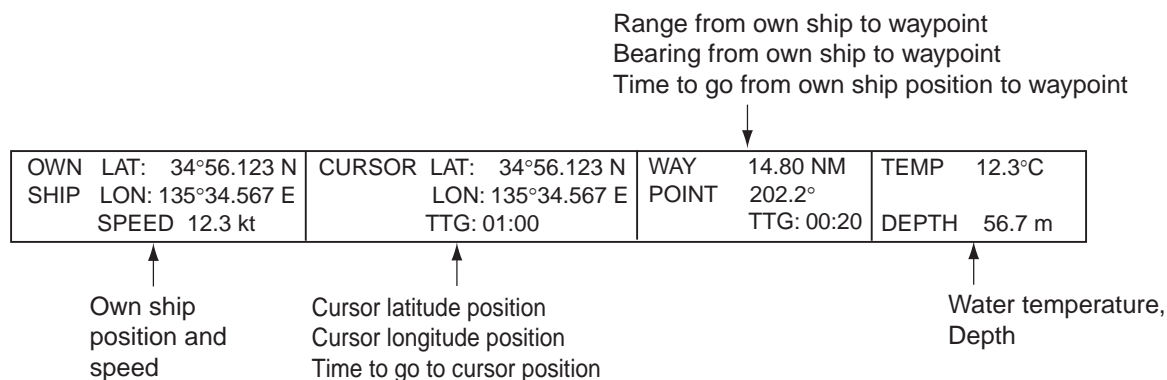 Range from own ship to waypoint
Bearing from own ship to waypoint
Time to go from own ship position to waypoint
OWN LAT: 34°56.123 N CURSOR LAT: 34°56.123 N WAY 14.80 NM TEMP 12.3°C
SHIP LON: 135°34.567 E LON: 135°34.567 E POINT 202.2°
SPEED 12.3 kt TTG: 01:00 TTG: 00:20 DEPTH 56.7 m
Own ship
position and
speed
Cursor latitude position
Cursor longitude position
Time to go to cursor position
Water temperature,
Depth